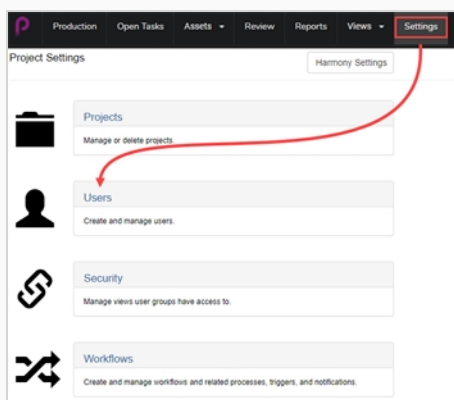 Production Open Tasks Assets Review Reports Views Settings
Project Settings
Harmony Settings
Projects
Manage or delete projects.
Users
Create and manage users.
Security
Manage views user groups have access to.
Workflows
Create and manage workflows and related processes, triggers, and notifications.